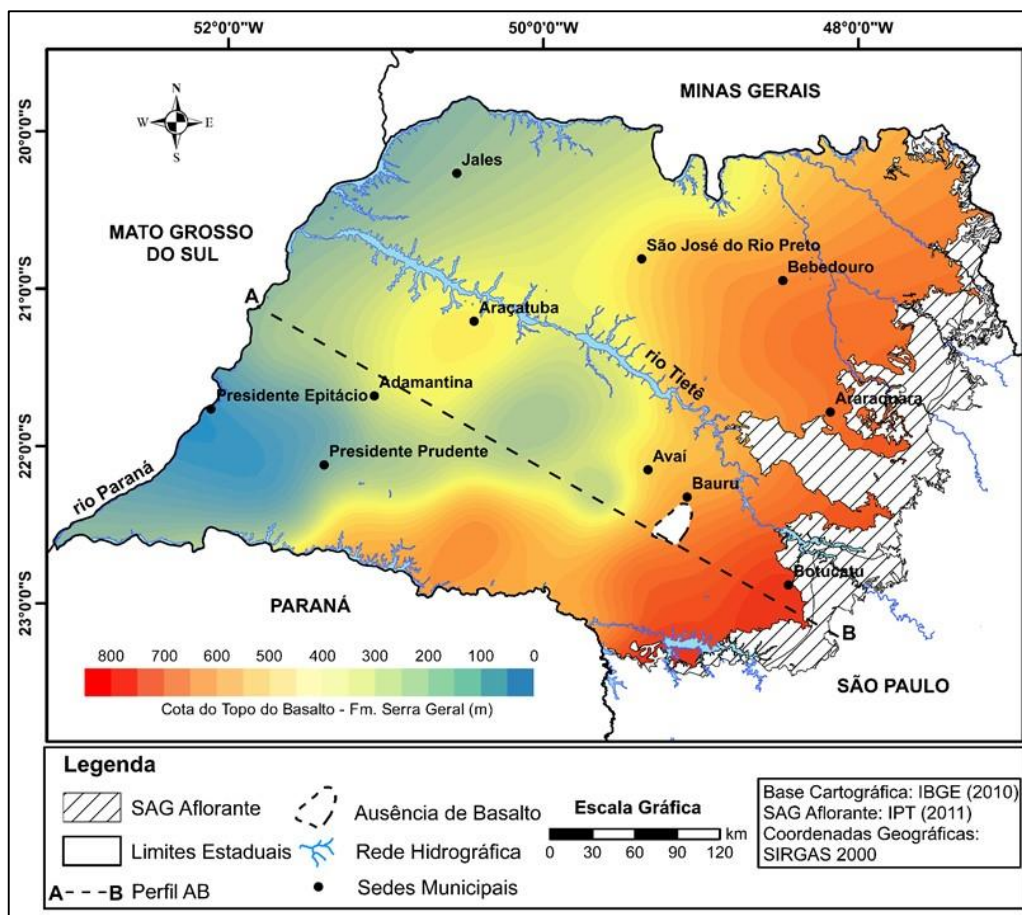 52°0'0"W 50°0'0"W 48°0'0"W
20°0'0"S
21°0'0"S
22°0'0"S
23°0'0"S
N
W E
S
MINAS GERAIS
Jales
MATO GROSSO
DO SUL
São José do Rio Preto
Bebedouro
A
Araçatuba
rio Tietê
Adamantina
Presidente Epitácio
Araraquara
Presidente Prudente
Avaí
Bauru
rio Paraná
Botucatu
PARANÁ
B
SÃO PAULO
800 700 600 500 400 300 200 100 0
Cota do Topo do Basalto - Fm. Serra Geral (m)
Legenda
SAG Aflorante
Limites Estaduais
A B Perfil AB
Ausência de Basalto
Rede Hidrográfica
Sedes Municipais
Escala Gráfica
km
0 30 60 90 120
Base Cartográfica: IBGE (2010)
SAG Aflorante: IPT (2011)
Coordenadas Geográficas:
SIRGAS 2000